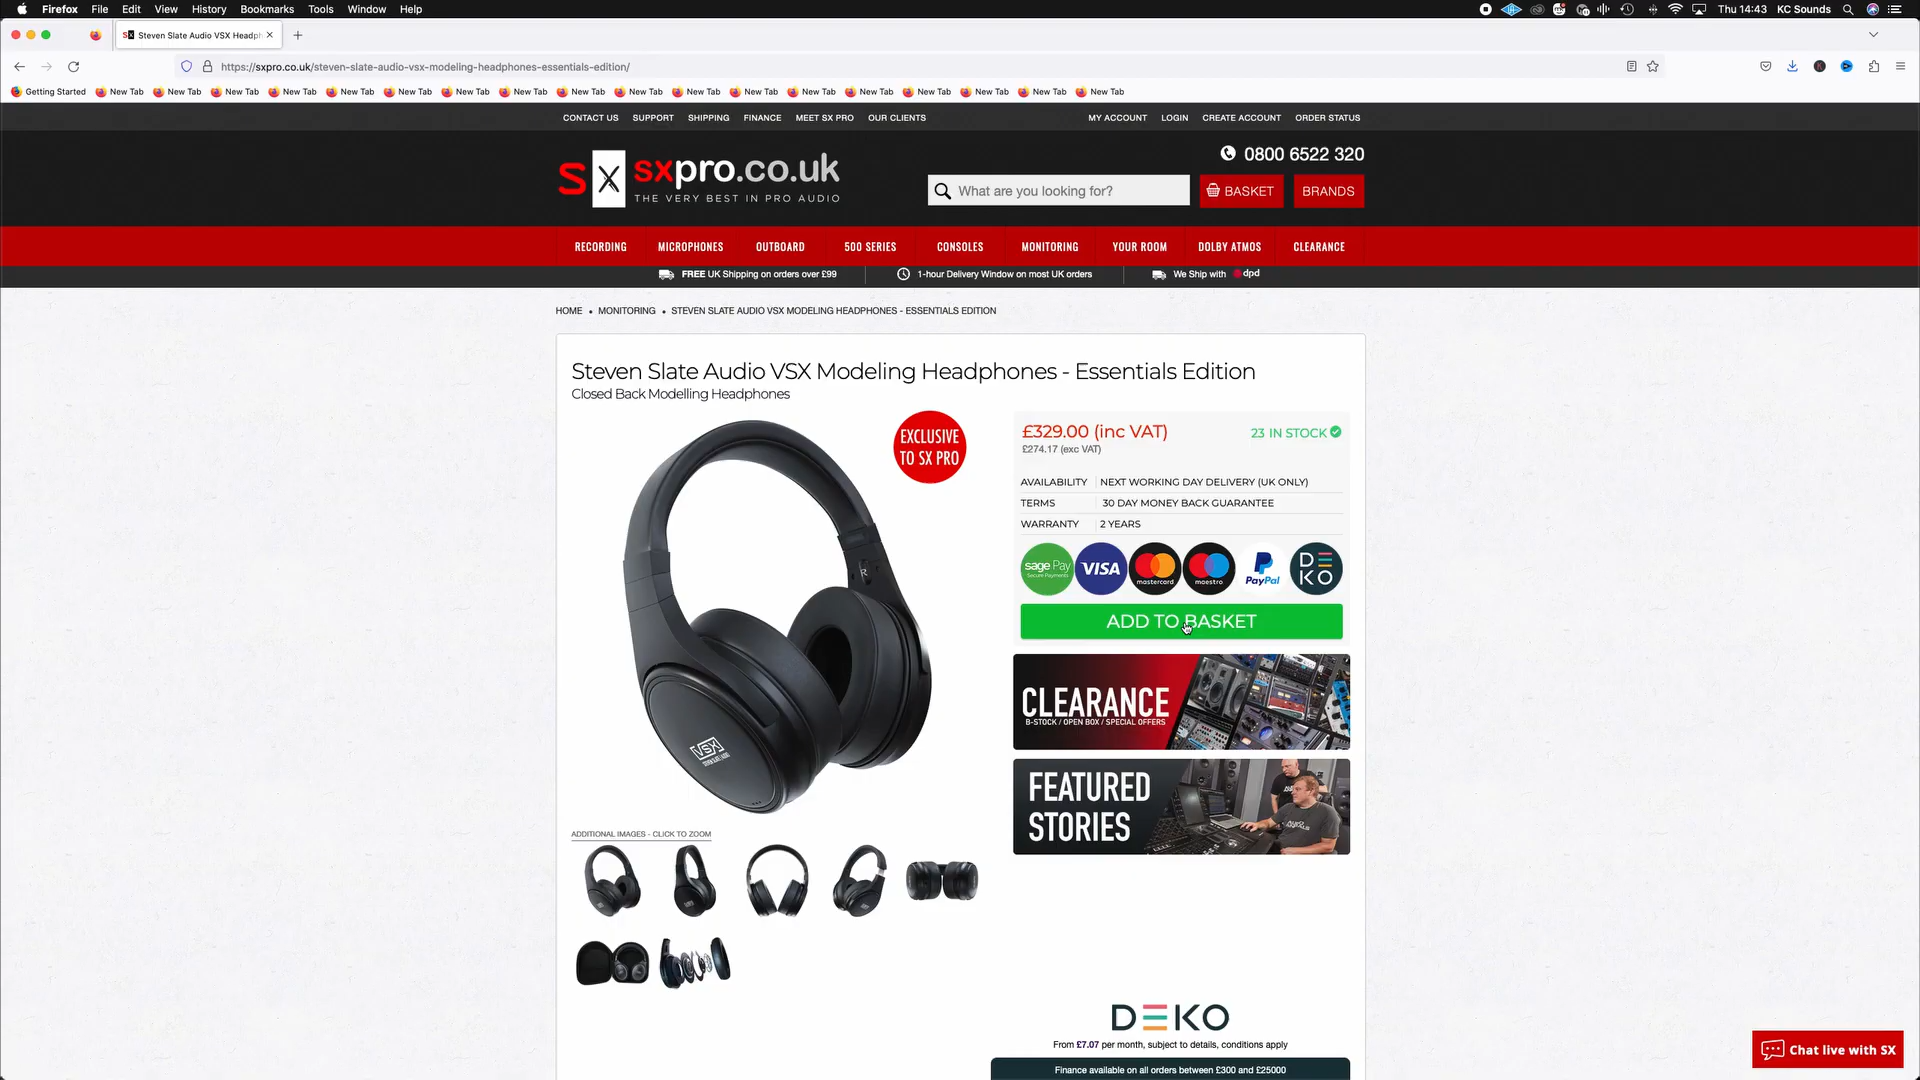 Firefox File Edit View History Bookmarks Tools Window Help
Thu 14:43 KC Sounds
Steven Slate Audio VSX Headph
https://sxpro.co.uk/steven-slate-audio-vsx-modeling-headphones-essentials-edition/
Getting Started New Tab New Tab New Tab New Tab New Tab New Tab New Tab New Tab New Tab New Tab New Tab New Tab New Tab New Tab New Tab New Tab New Tab New Tab
CONTACT US SUPPORT SHIPPING FINANCE MEET SX PRO OUR CLIENTS
MY ACCOUNT LOGIN CREATE ACCOUNT ORDER STATUS
0800 6522 320
SX sxpro.co.uk
THE VERY BEST IN PRO AUDIO
What are you looking for?
BASKET
BRANDS
RECORDING MICROPHONES OUTBOARD 500 SERIES CONSOLES MONITORING YOUR ROOM DOLBY ATMOS CLEARANCE
FREE UK Shipping on orders over £99
1-hour Delivery Window on most UK orders
We Ship with dpd
HOME • MONITORING • STEVEN SLATE AUDIO VSX MODELING HEADPHONES - ESSENTIALS EDITION
Steven Slate Audio VSX Modeling Headphones - Essentials Edition
Closed Back Modelling Headphones
EXCLUSIVE
TO SX PRO
R
VSX
STEVEN SLATE AUDIO
£329.00 (inc VAT)
23 IN STOCK
£274.17 (exc VAT)
AVAILABILITY NEXT WORKING DAY DELIVERY (UK ONLY)
TERMS 30 DAY MONEY BACK GUARANTEE
WARRANTY 2 YEARS
sage Pay
Secure Payments
VISA
mastercard
maestro
PayPal
DEKO
ADD TO BASKET
CLEARANCE
B-STOCK / OPEN BOX / SPECIAL OFFERS
FEATURED
STORIES
ADDITIONAL IMAGES - CLICK TO ZOOM
DEKO
From £7.07 per month, subject to details, conditions apply
Finance available on all orders between £300 and £25000
Chat live with SX